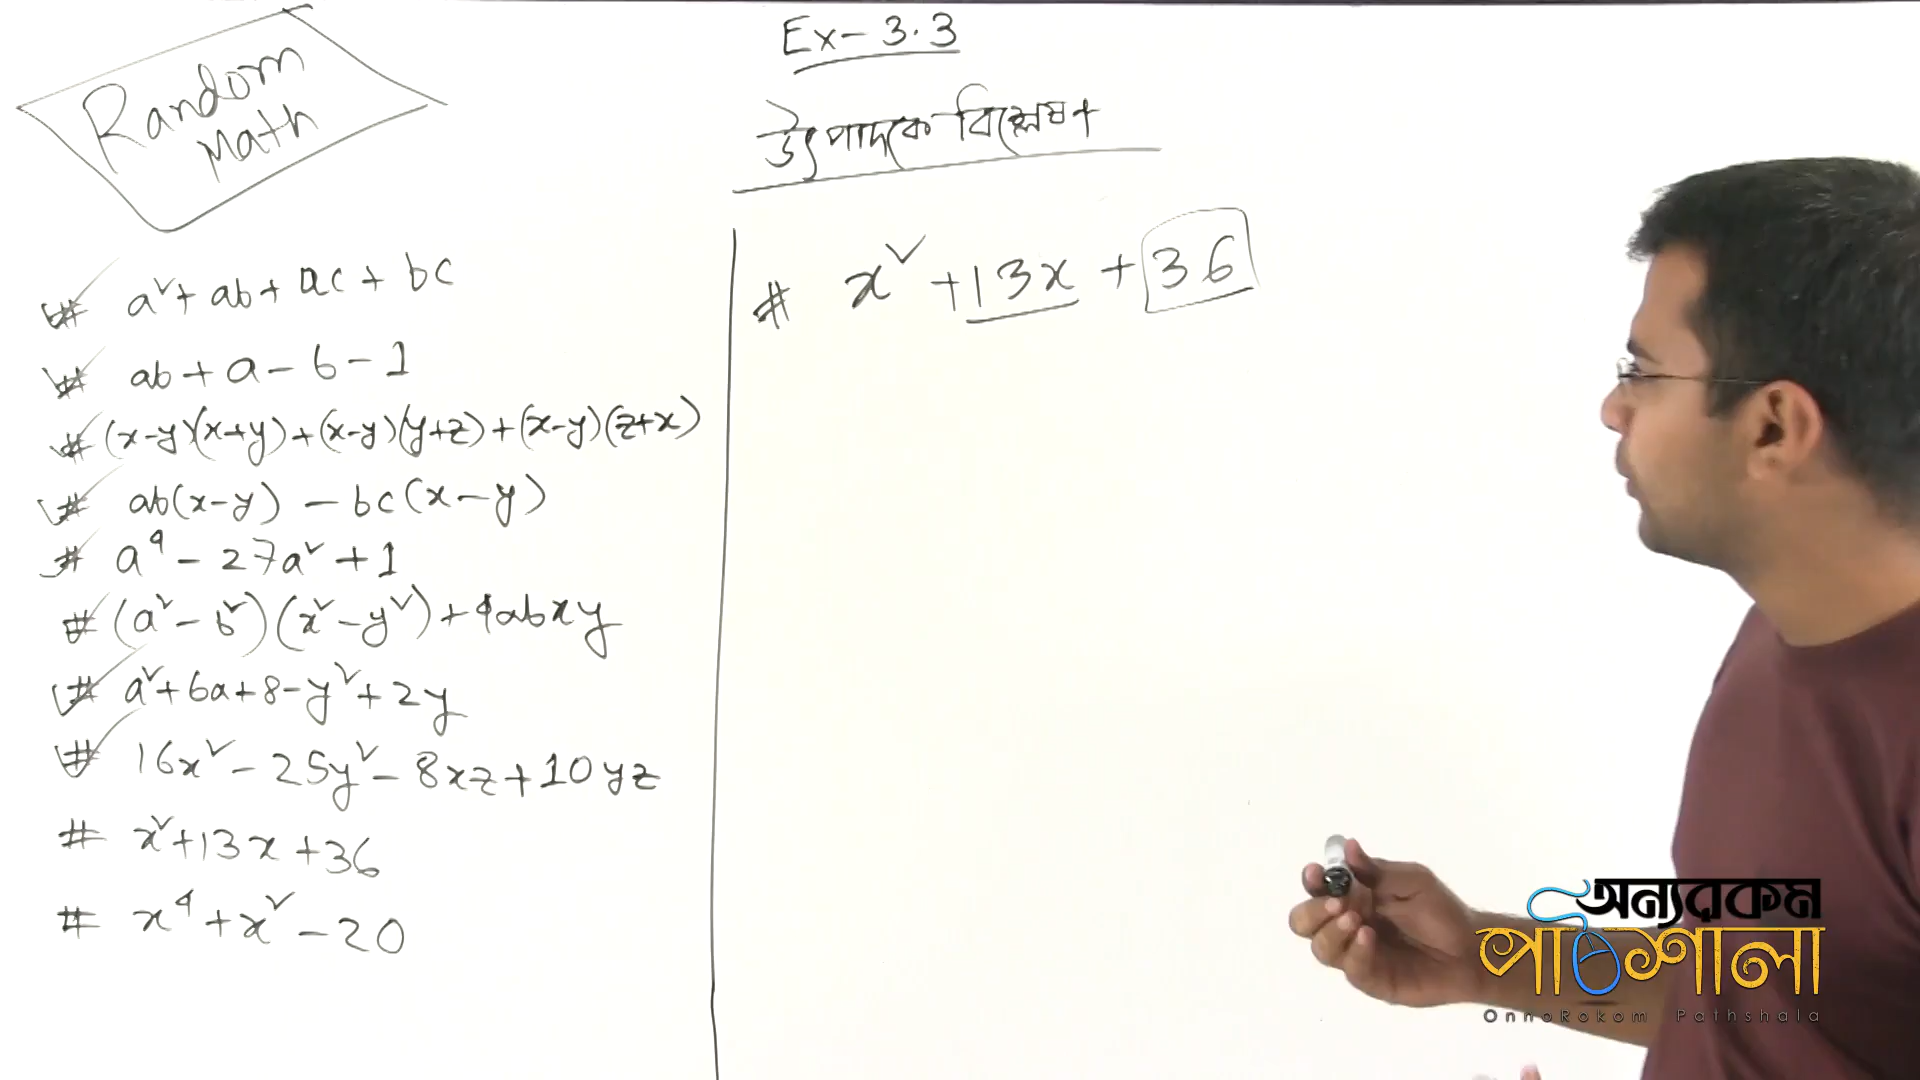 Random
Math
Ex- 3.3
উৎপাদকে বিশ্লেষণ
# a² + ab + ac + bc
# ab + a - b - 1
# (x-y)(x+y)+(x-y)(y+z)+(x-y)(z+x)
# ab(x-y) - bc(x-y)
# a⁴ - 27a² + 1
# (a² - b²)(x² - y²) + 4abxy
# a² + 6a + 8 - y² + 2y
# 16x² - 25y² - 8xz + 10yz
# x² + 13x + 36
# x⁴ + x² - 20
# x² + 13x + 36
অন্যরকম
পাঠশালা
OnnoRokom Pathshala